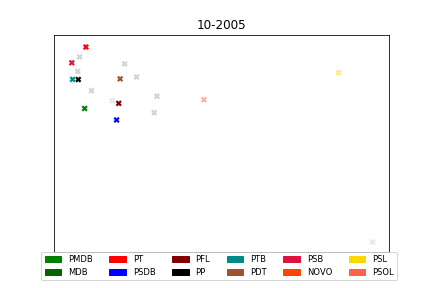 10-2005
PMDB PT PFL PTB PSB PSL
MDB PSDB PP PDT NOVO PSOL